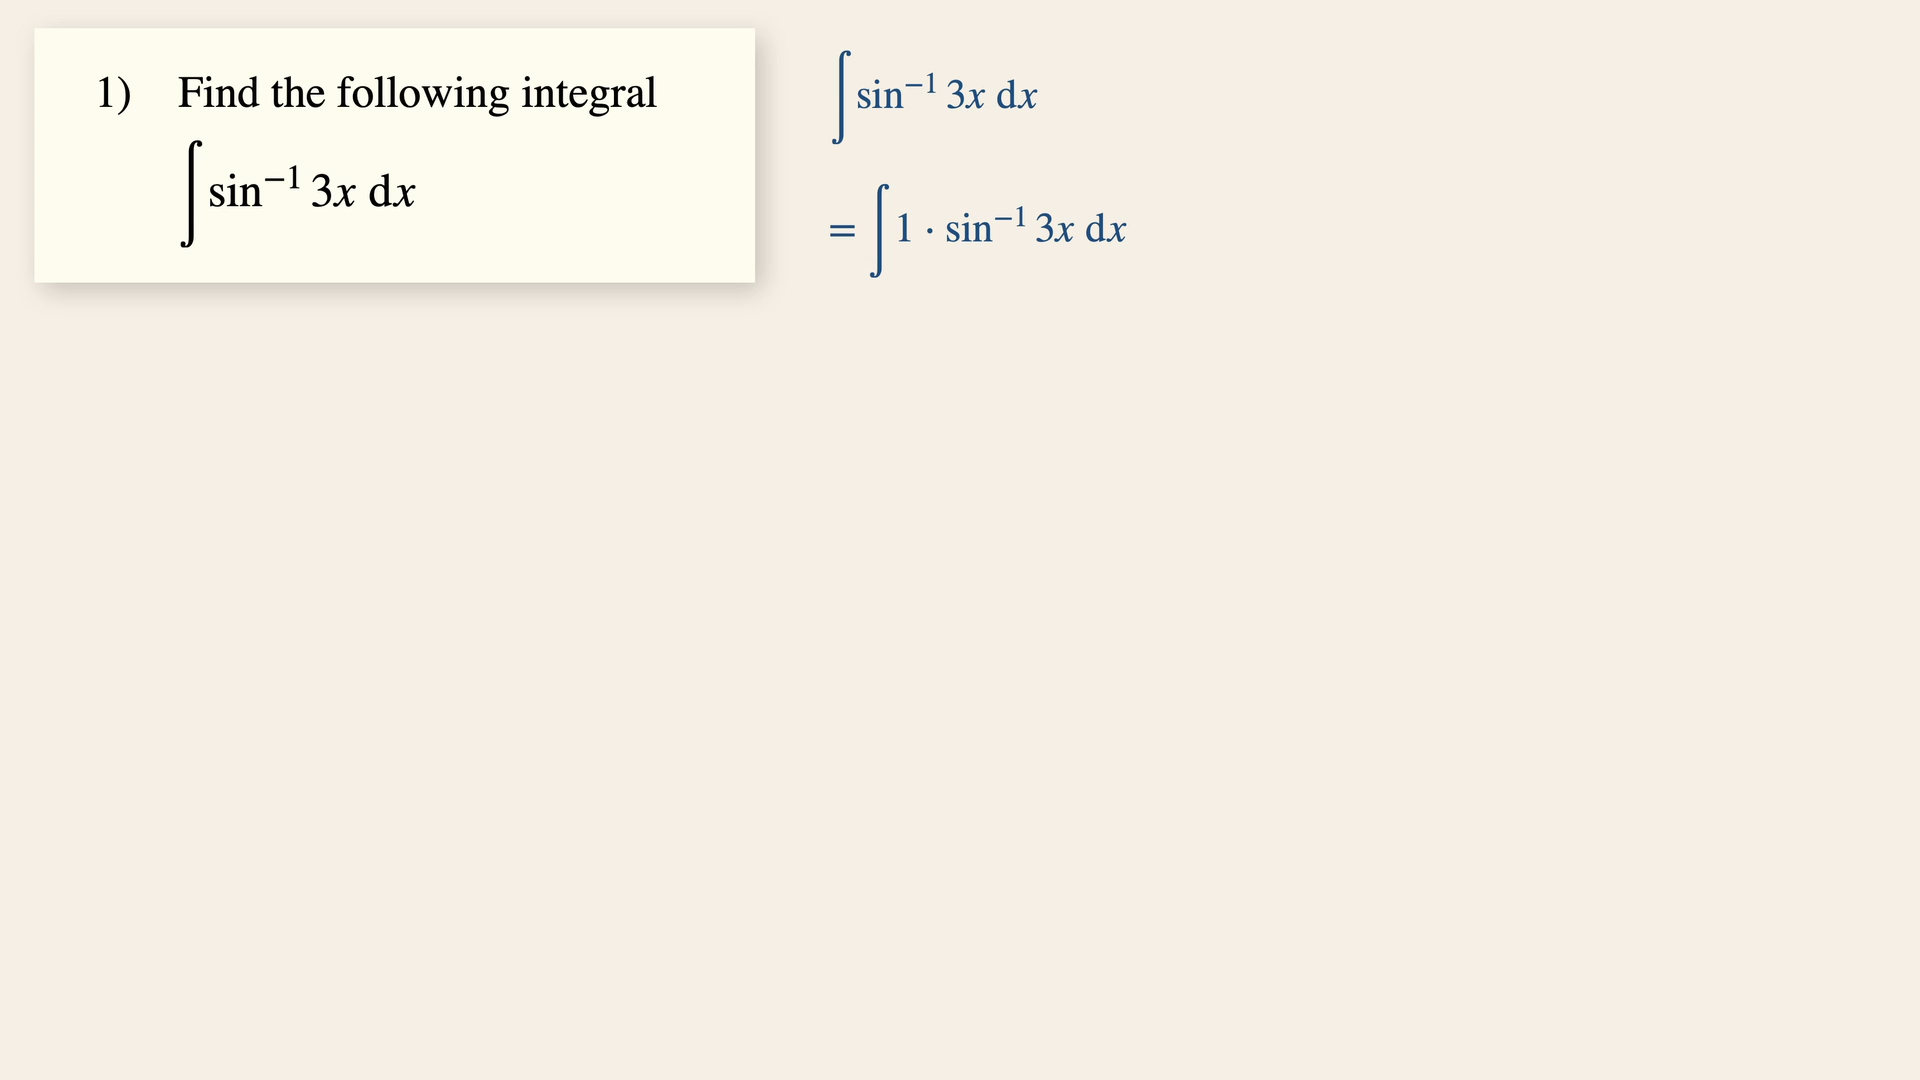 1) Find the following integral
∫ sin⁻¹ 3x dx
∫ sin⁻¹ 3x dx
= ∫ 1 · sin⁻¹ 3x dx